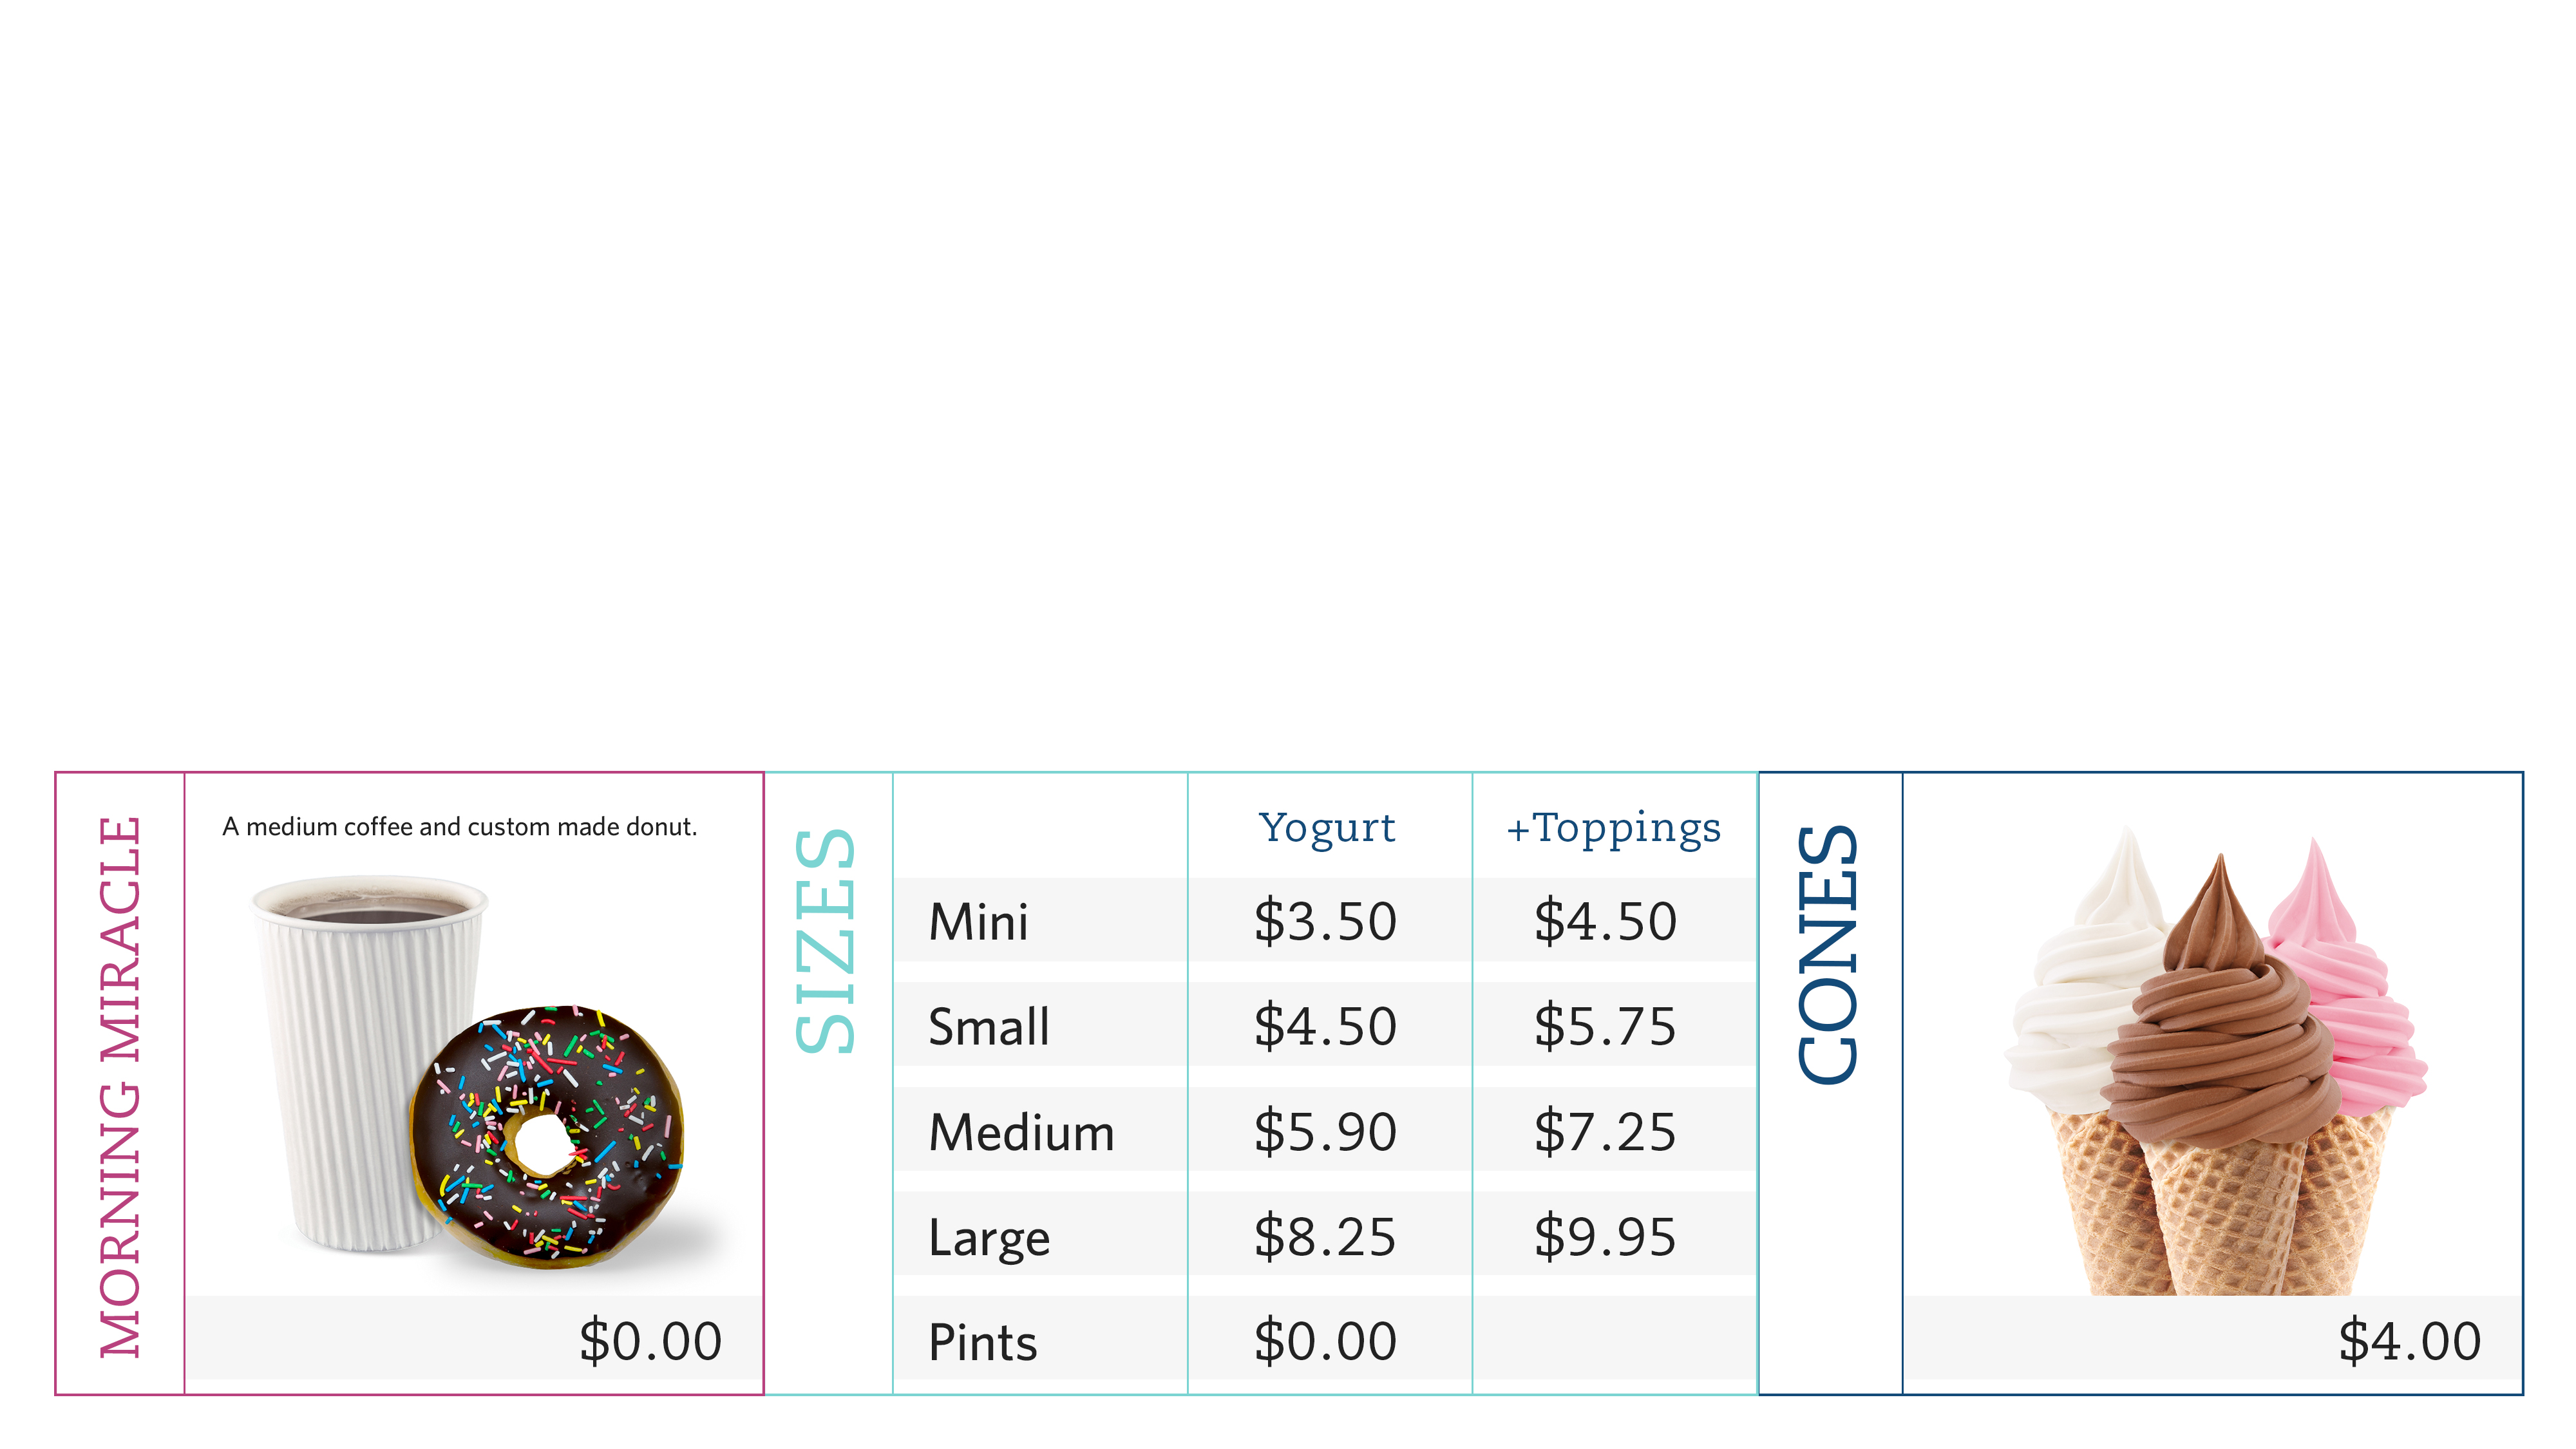 MORNING MIRACLE
A medium coffee and custom made donut.
$0.00
SIZES
Yogurt +Toppings
Mini $3.50 $4.50
Small $4.50 $5.75
Medium $5.90 $7.25
Large $8.25 $9.95
Pints $0.00
CONES
$4.00